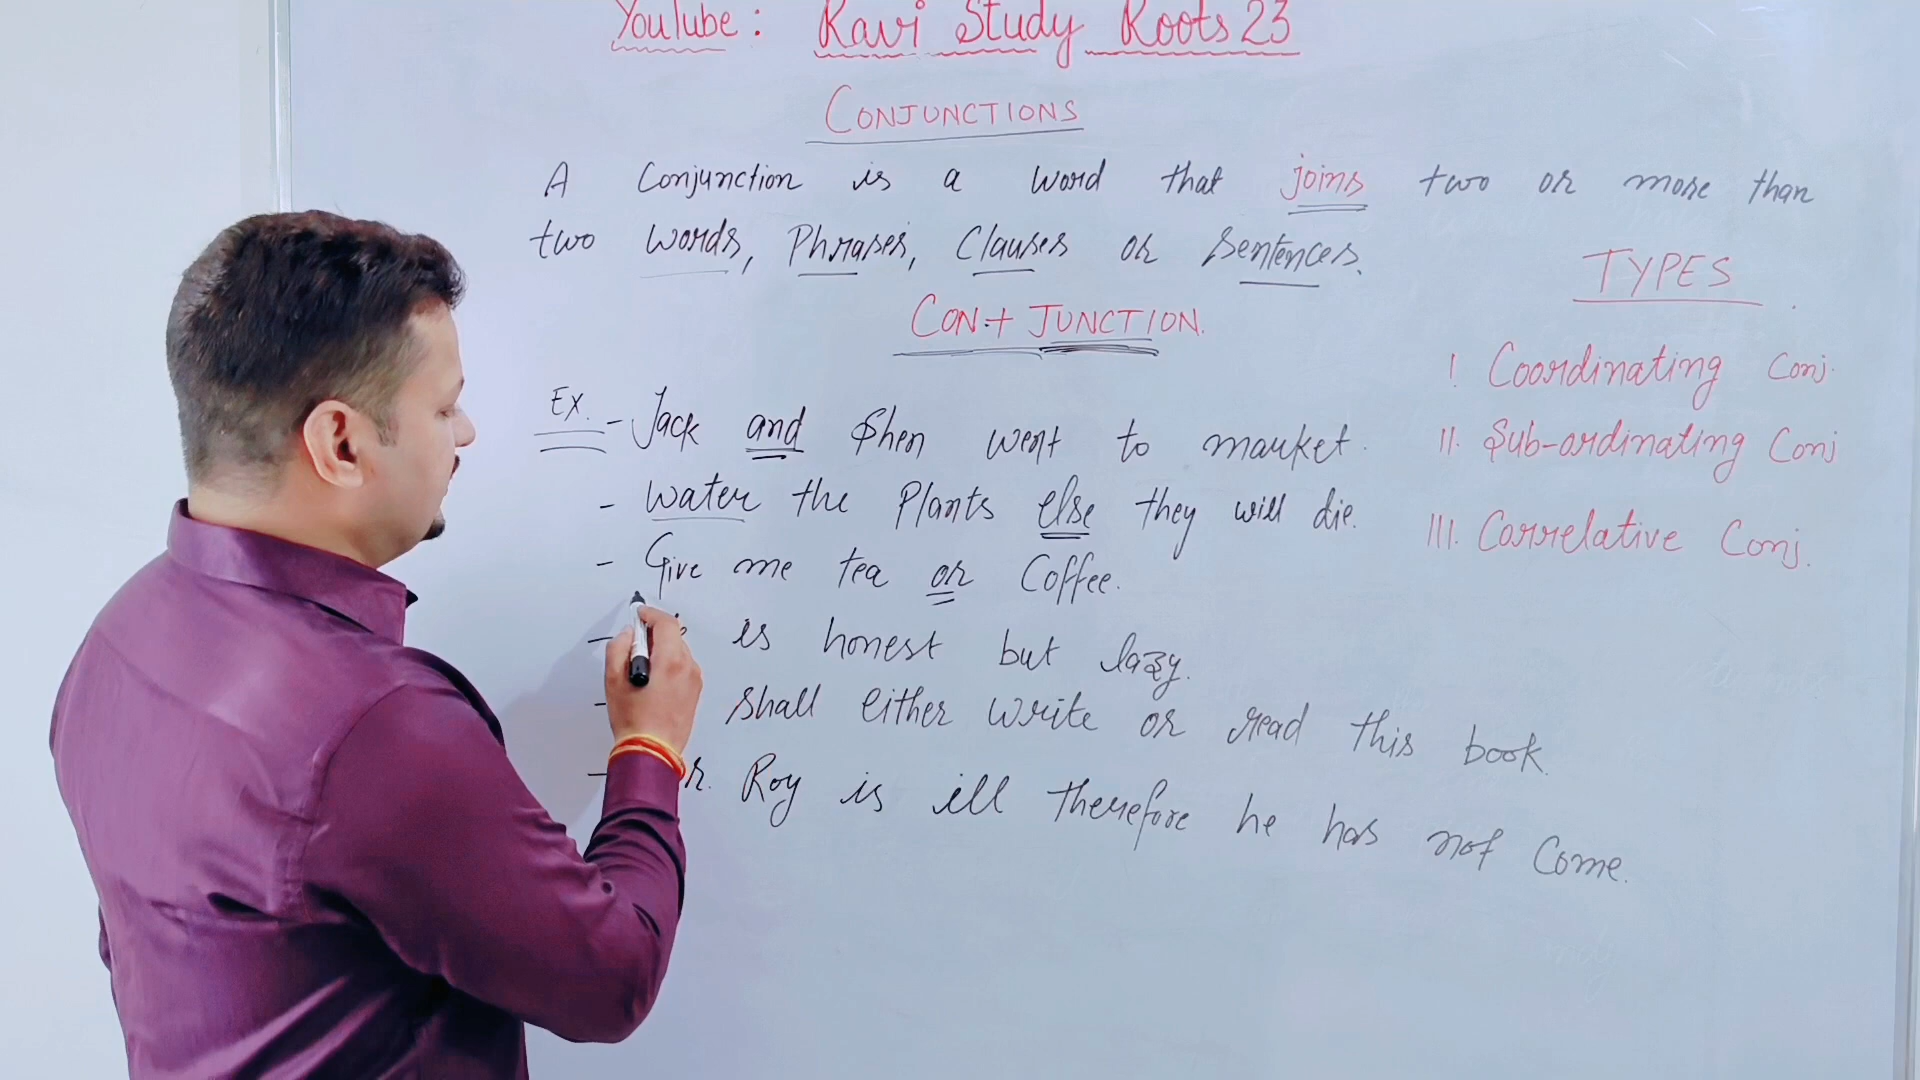 YouTube: Ravi Study Roots 23
CONJUNCTIONS
A Conjunction is a word that joins two or more than
two words, Phrases, Clauses or Sentences.
CON + JUNCTION.
TYPES
I Coordinating Conj.
II. Sub-ordinating Conj
III. Correlative Conj.
Ex. - Jack and Shen went to market.
- Water the Plants else they will die.
- Give me tea or Coffee.
- is honest but lazy.
- shall either write or read this book.
- Roy is ill therefore he has not Come.